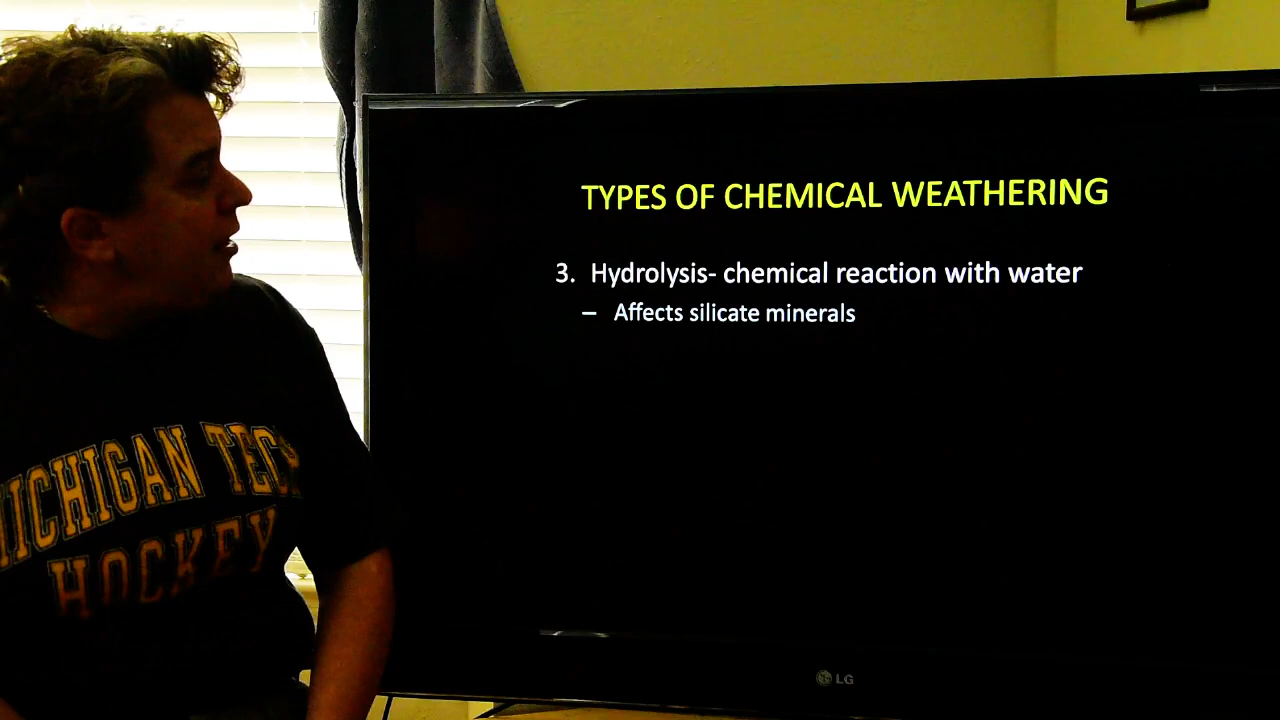 TYPES OF CHEMICAL WEATHERING
3. Hydrolysis- chemical reaction with water
– Affects silicate minerals
MICHIGAN TECH
HOCKEY
LG